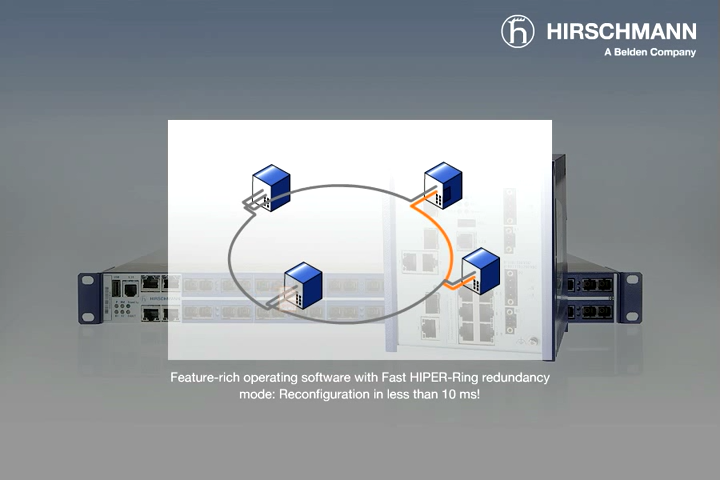 HIRSCHMANN
A Belden Company
Feature-rich operating software with Fast HIPER-Ring redundancy
mode: Reconfiguration in less than 10 ms!